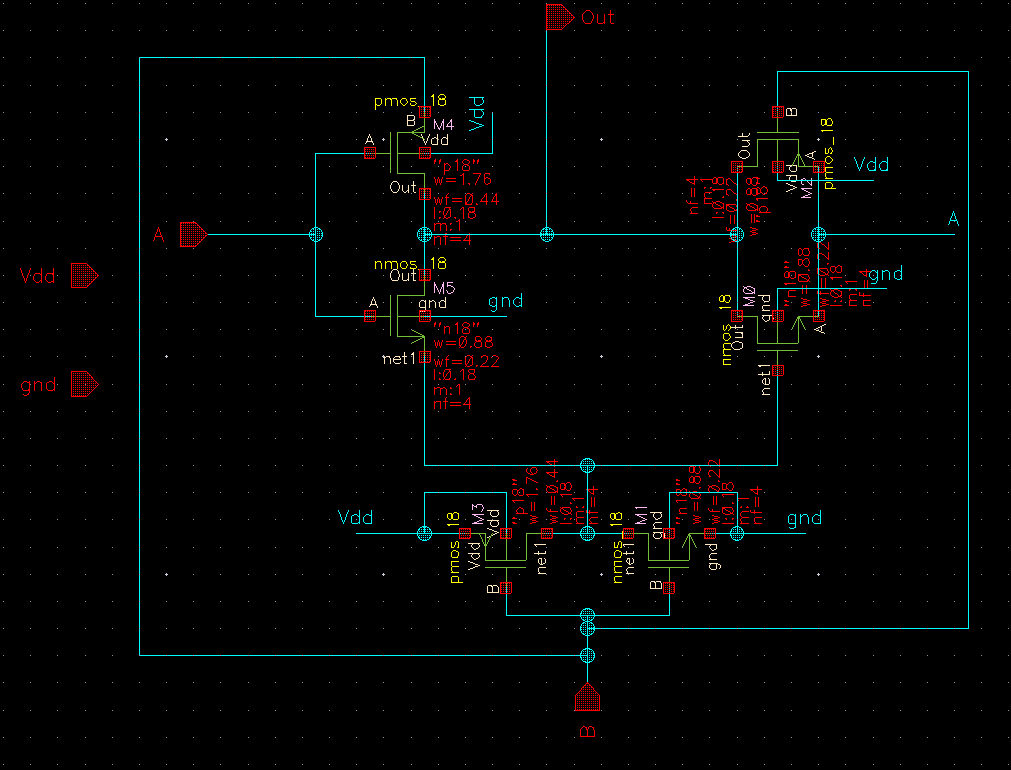 Out
pmos_18
B
M4
Vdd
A
Vdd
"p18"
w=1.76
wf=0.44
l:0.18
m:1
nf=4
Out
B
Out
pmos_18
A
Vdd
M2
Vdd
"p18"
w=0.88
wf=0.22
l:0.18
m:1
nf=4
A
A
Vdd
gnd
nmos_18
Out
M5
gnd
A
gnd
"n18"
w=0.88
wf=0.22
l:0.18
m:1
nf=4
net1
nmos_18
Out
M0
gnd
"n18"
w=0.88
wf=0.22
l:0.18
m:1
nf=4
gnd
A
net1
Vdd
pmos_18
Vdd
M3
Vdd
"p18"
w=1.76
wf=0.44
l:0.18
m:1
nf=4
net1
B
nmos_18
net1
M1
gnd
"n18"
w=0.88
wf=0.22
l:0.18
m:1
nf=4
gnd
gnd
B
B